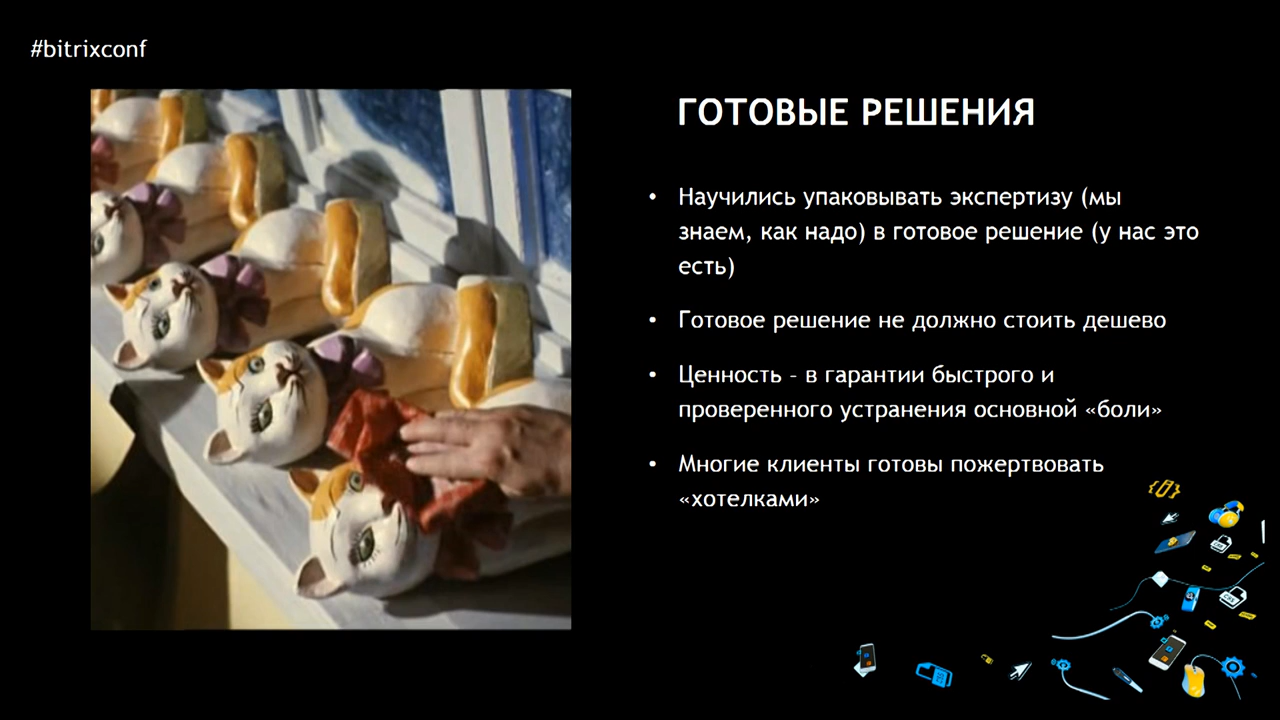 #bitrixconf
ГОТОВЫЕ РЕШЕНИЯ
• Научились упаковывать экспертизу (мы
знаем, как надо) в готовое решение (у нас это
есть)
• Готовое решение не должно стоить дешево
• Ценность – в гарантии быстрого и
проверенного устранения основной «боли»
• Многие клиенты готовы пожертвовать
«хотелками»